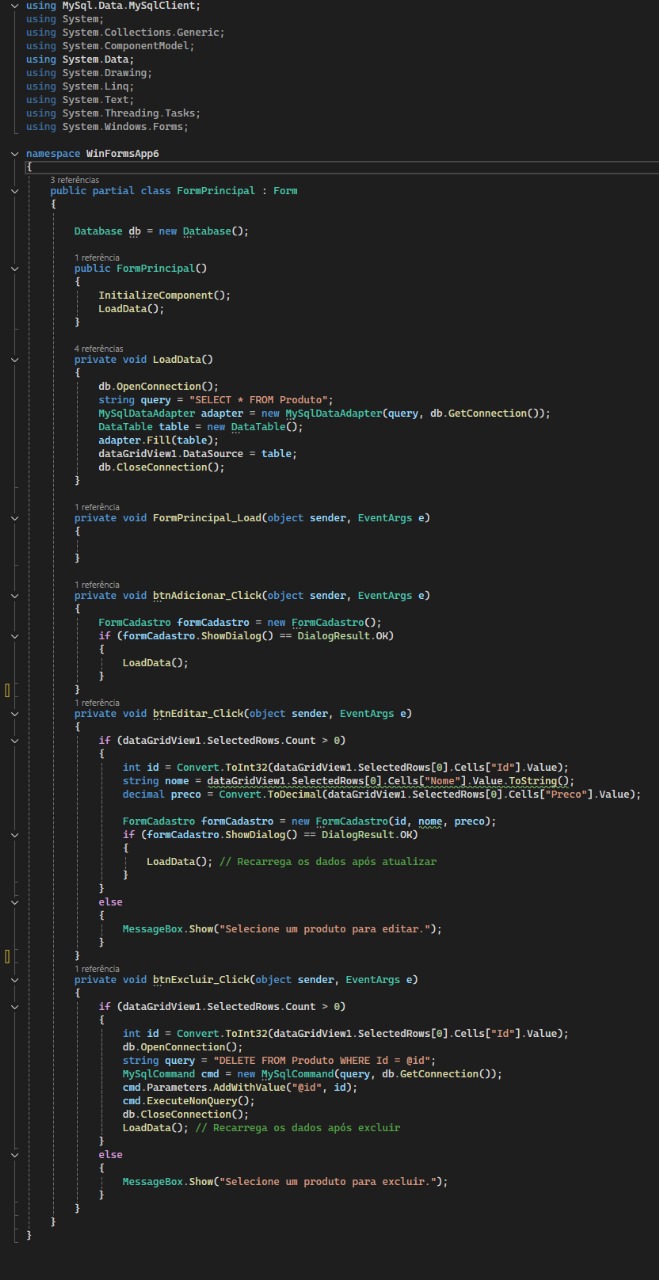 using MySql.Data.MySqlClient;
using System;
using System.Collections.Generic;
using System.ComponentModel;
using System.Data;
using System.Drawing;
using System.Linq;
using System.Text;
using System.Threading.Tasks;
using System.Windows.Forms;
namespace WinFormsApp6
{
3 referências
public partial class FormPrincipal : Form
{
Database db = new Database();
1 referência
public FormPrincipal()
{
InitializeComponent();
LoadData();
}
4 referências
private void LoadData()
{
db.OpenConnection();
string query = "SELECT * FROM Produto";
MySqlDataAdapter adapter = new MySqlDataAdapter(query, db.GetConnection());
DataTable table = new DataTable();
adapter.Fill(table);
dataGridView1.DataSource = table;
db.CloseConnection();
}
1 referência
private void FormPrincipal_Load(object sender, EventArgs e)
{
}
1 referência
private void btnAdicionar_Click(object sender, EventArgs e)
{
FormCadastro formCadastro = new FormCadastro();
if (formCadastro.ShowDialog() == DialogResult.OK)
{
LoadData();
}
}
1 referência
private void btnEditar_Click(object sender, EventArgs e)
{
if (dataGridView1.SelectedRows.Count > 0)
{
int id = Convert.ToInt32(dataGridView1.SelectedRows[0].Cells["Id"].Value);
string nome = dataGridView1.SelectedRows[0].Cells["Nome"].Value.ToString();
decimal preco = Convert.ToDecimal(dataGridView1.SelectedRows[0].Cells["Preco"].Value);
FormCadastro formCadastro = new FormCadastro(id, nome, preco);
if (formCadastro.ShowDialog() == DialogResult.OK)
{
LoadData(); // Recarrega os dados após atualizar
}
}
else
{
MessageBox.Show("Selecione um produto para editar.");
}
}
1 referência
private void btnExcluir_Click(object sender, EventArgs e)
{
if (dataGridView1.SelectedRows.Count > 0)
{
int id = Convert.ToInt32(dataGridView1.SelectedRows[0].Cells["Id"].Value);
db.OpenConnection();
string query = "DELETE FROM Produto WHERE Id = @id";
MySqlCommand cmd = new MySqlCommand(query, db.GetConnection());
cmd.Parameters.AddWithValue("@id", id);
cmd.ExecuteNonQuery();
db.CloseConnection();
LoadData(); // Recarrega os dados após excluir
}
else
{
MessageBox.Show("Selecione um produto para excluir.");
}
}
}
}